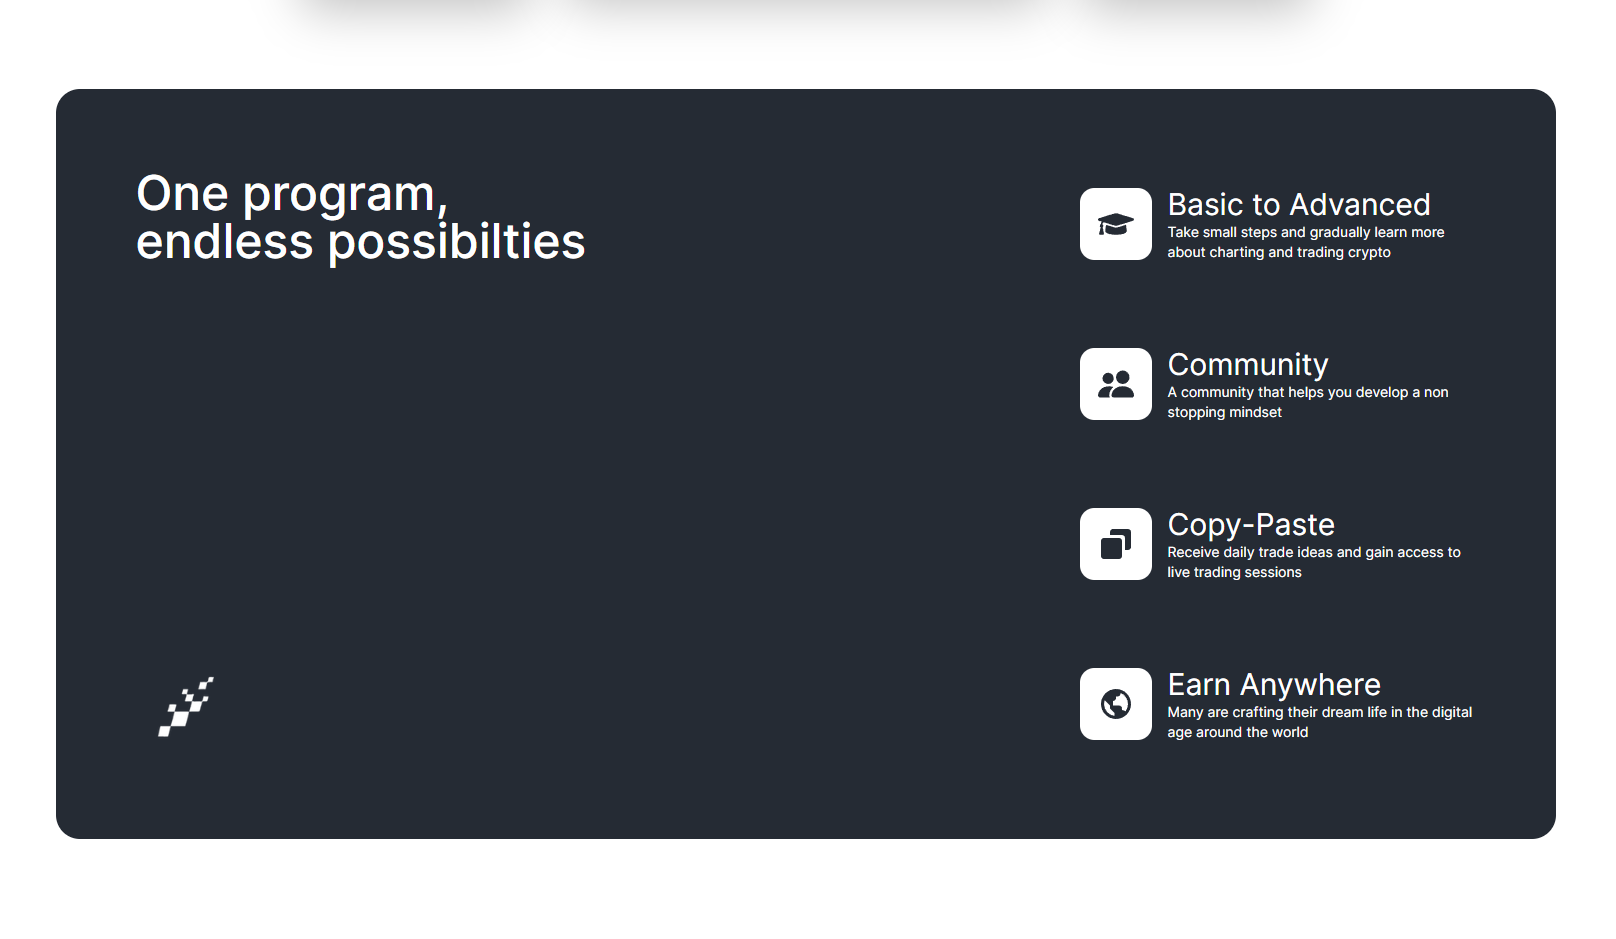 One program,
endless possibilties
Basic to Advanced
Take small steps and gradually learn more
about charting and trading crypto
Community
A community that helps you develop a non
stopping mindset
Copy-Paste
Receive daily trade ideas and gain access to
live trading sessions
Earn Anywhere
Many are crafting their dream life in the digital
age around the world